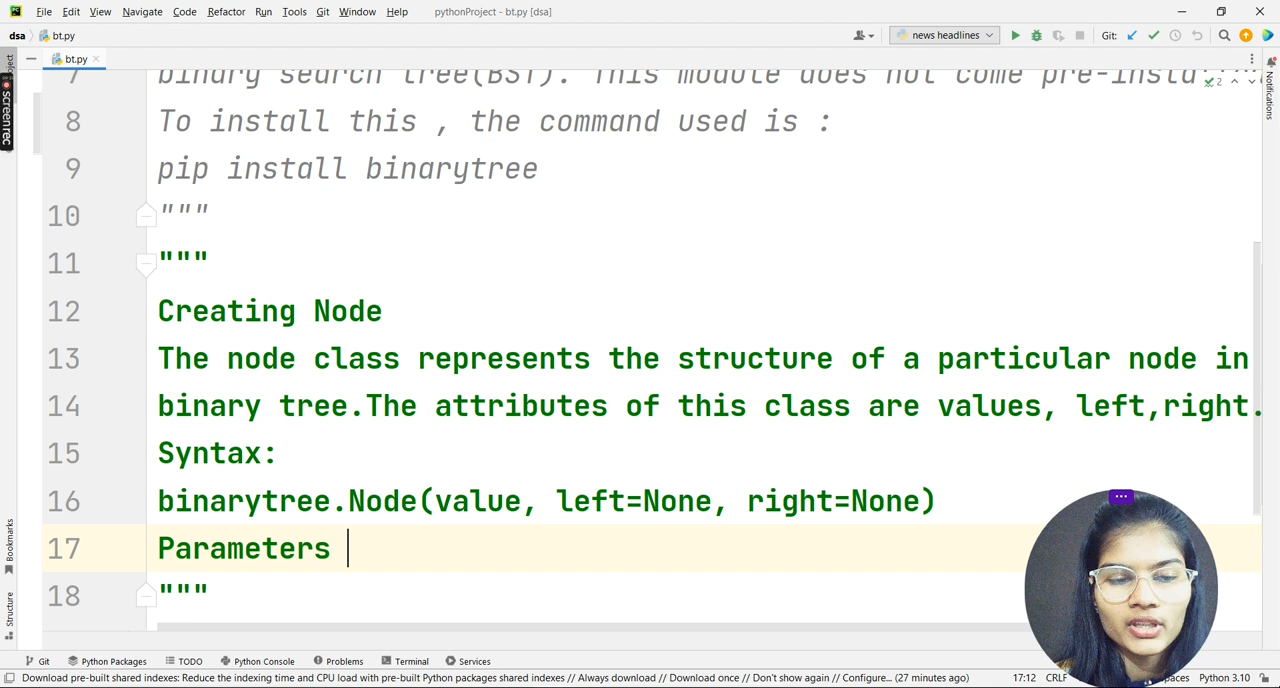 File Edit View Navigate Code Refactor Run Tools Git Window Help pythonProject - bt.py [dsa]
dsa bt.py news headlines Git:
bt.py
7 binary search tree(BST). This module does not come
8 To install this , the command used is :
9 pip install binarytree
10 """
11 """
12 Creating Node
13 The node class represents the structure of a particular node in
14 binary tree.The attributes of this class are values, left,right.
15 Syntax:
16 binarytree.Node(value, left=None, right=None)
17 Parameters
18 """
2
screenrec
Notifications
Bookmarks
Structure
Git Python Packages TODO Python Console Problems Terminal Services
Download pre-built shared indexes: Reduce the indexing time and CPU load with pre-built Python packages shared indexes // Always download // Download once // Don't show again // Configure... (27 minutes ago) 17:12 CRLF Python 3.10